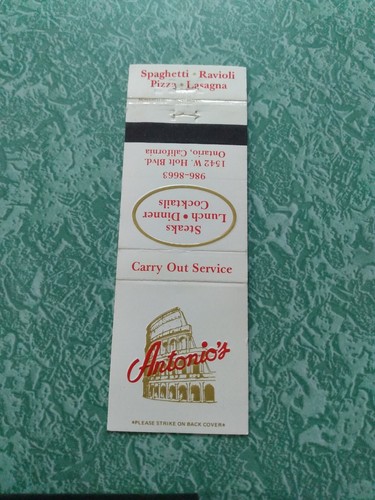 Spaghetti • Ravioli
Pizza • Lasagna
Steaks
Lunch • Dinner
Cocktails
986-8663
1542 W. Holt Blvd.
Ontario, California
Carry Out Service
Antonio's
*PLEASE STRIKE ON BACK COVER*